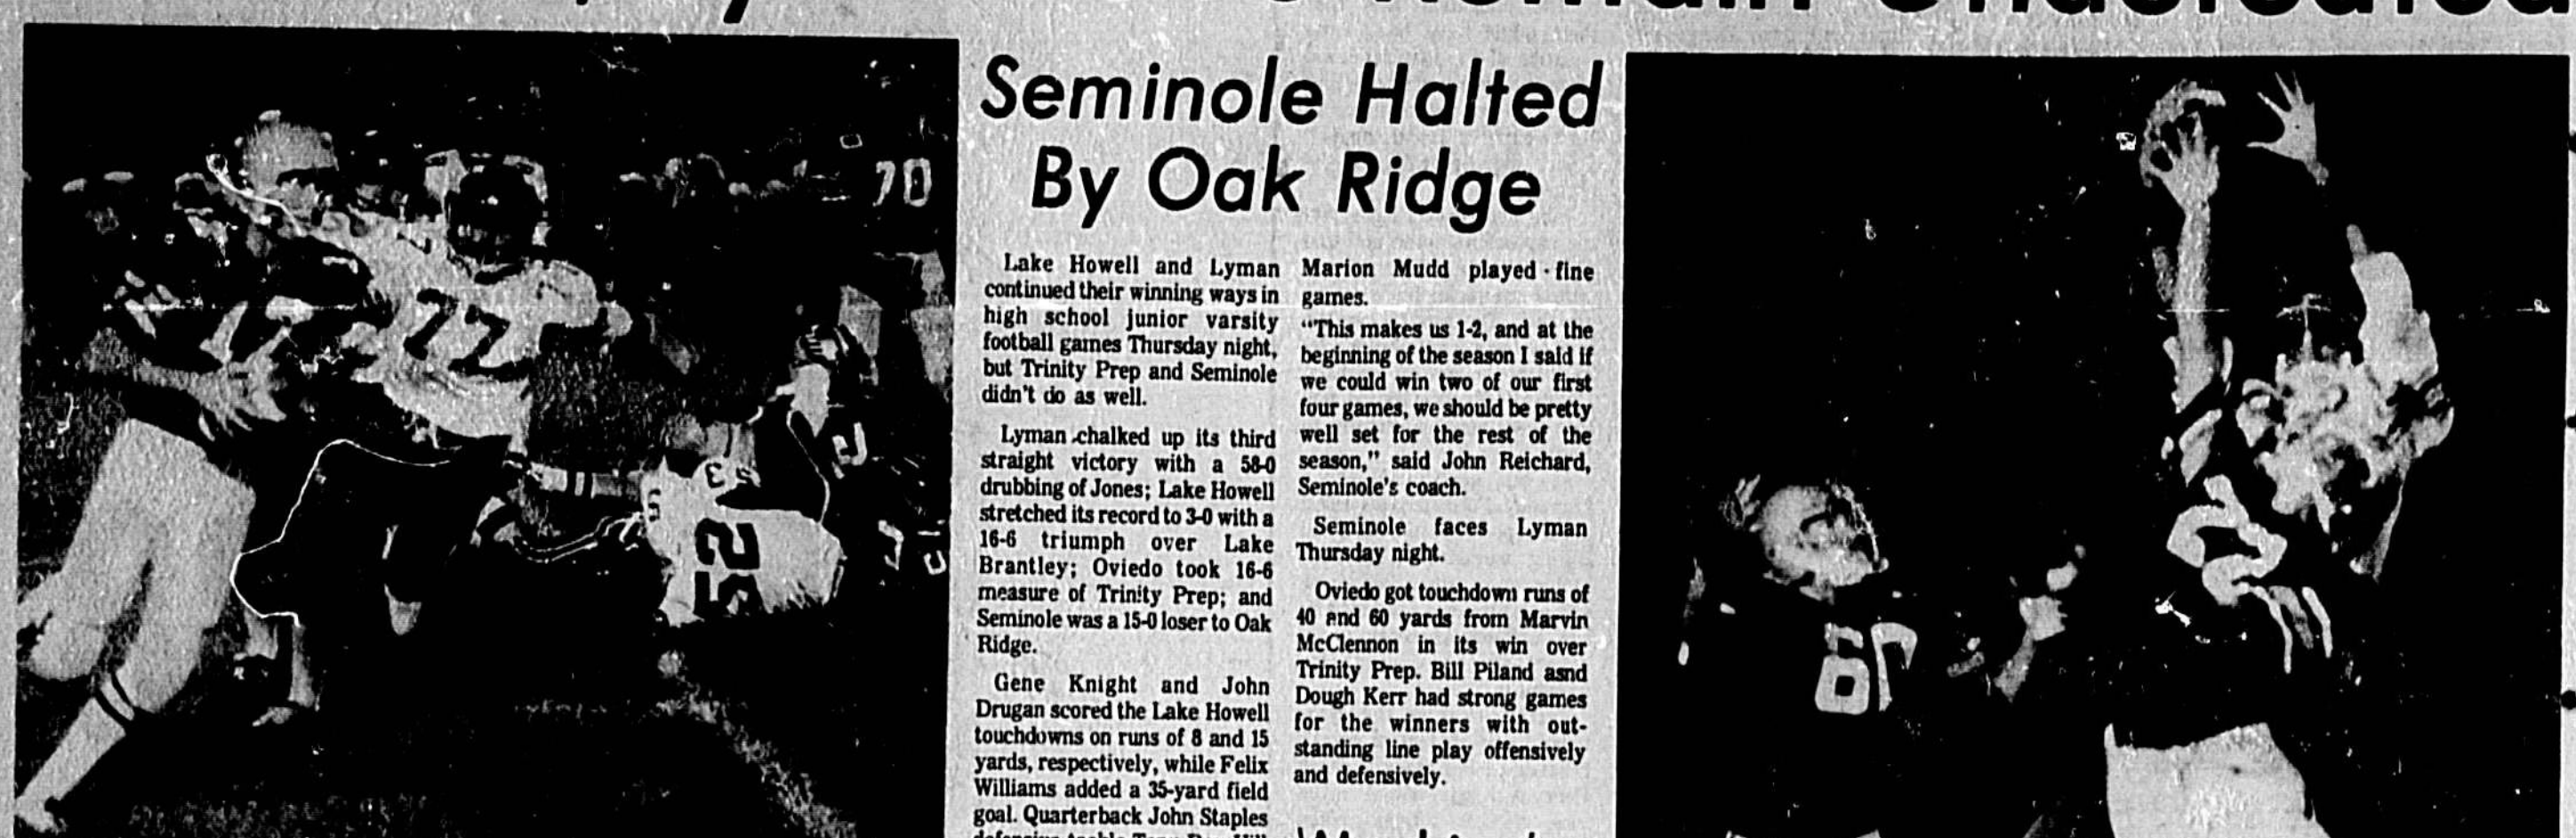 Remain Undefeated
Seminole Halted
By Oak Ridge
Lake Howell and Lyman
continued their winning ways in
high school junior varsity
football games Thursday night,
but Trinity Prep and Seminole
didn't do as well.
Lyman chalked up its third
straight victory with a 58-0
drubbing of Jones; Lake Howell
stretched its record to 3-0 with a
16-6 triumph over Lake
Brantley; Oviedo took 16-6
measure of Trinity Prep; and
Seminole was a 15-0 loser to Oak
Ridge.
Gene Knight and John
Drugan scored the Lake Howell
touchdowns on runs of 8 and 15
yards, respectively, while Felix
Williams added a 35-yard field
goal. Quarterback John Staples
Marion Mudd played fine
games.
"This makes us 1-2, and at the
beginning of the season I said if
we could win two of our first
four games, we should be pretty
well set for the rest of the
season," said John Reichard,
Seminole's coach.
Seminole faces Lyman
Thursday night.
Oviedo got touchdown runs of
40 and 60 yards from Marvin
McClennon in its win over
Trinity Prep. Bill Piland asnd
Dough Kerr had strong games
for the winners with out-
standing line play offensively
and defensively.
70
22
52
60